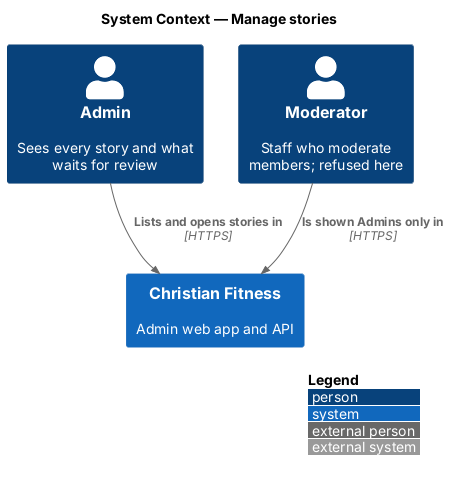 System Context — Manage stories
Admin
Sees every story and what
waits for review
Moderator
Staff who moderate
members; refused here
Lists and opens stories in
[HTTPS]
Is shown Admins only in
[HTTPS]
Christian Fitness
Admin web app and API
Legend
person
system
external person
external system